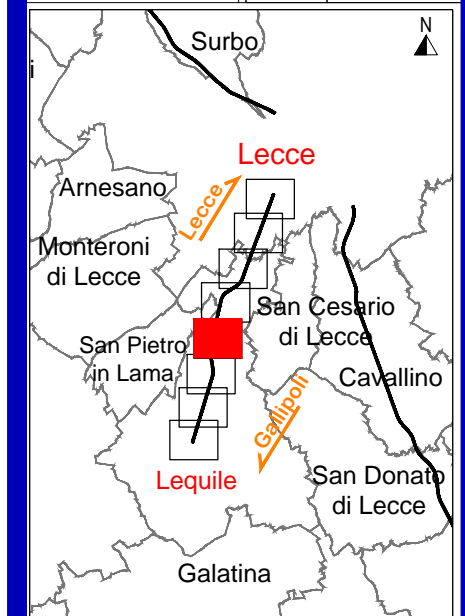 N
Surbo
i
Lecce
Arnesano
Lecce
Monteroni
di Lecce
San Cesario
di Lecce
San Pietro
in Lama
Cavallino
Gallipoli
Lequile
San Donato
di Lecce
Galatina